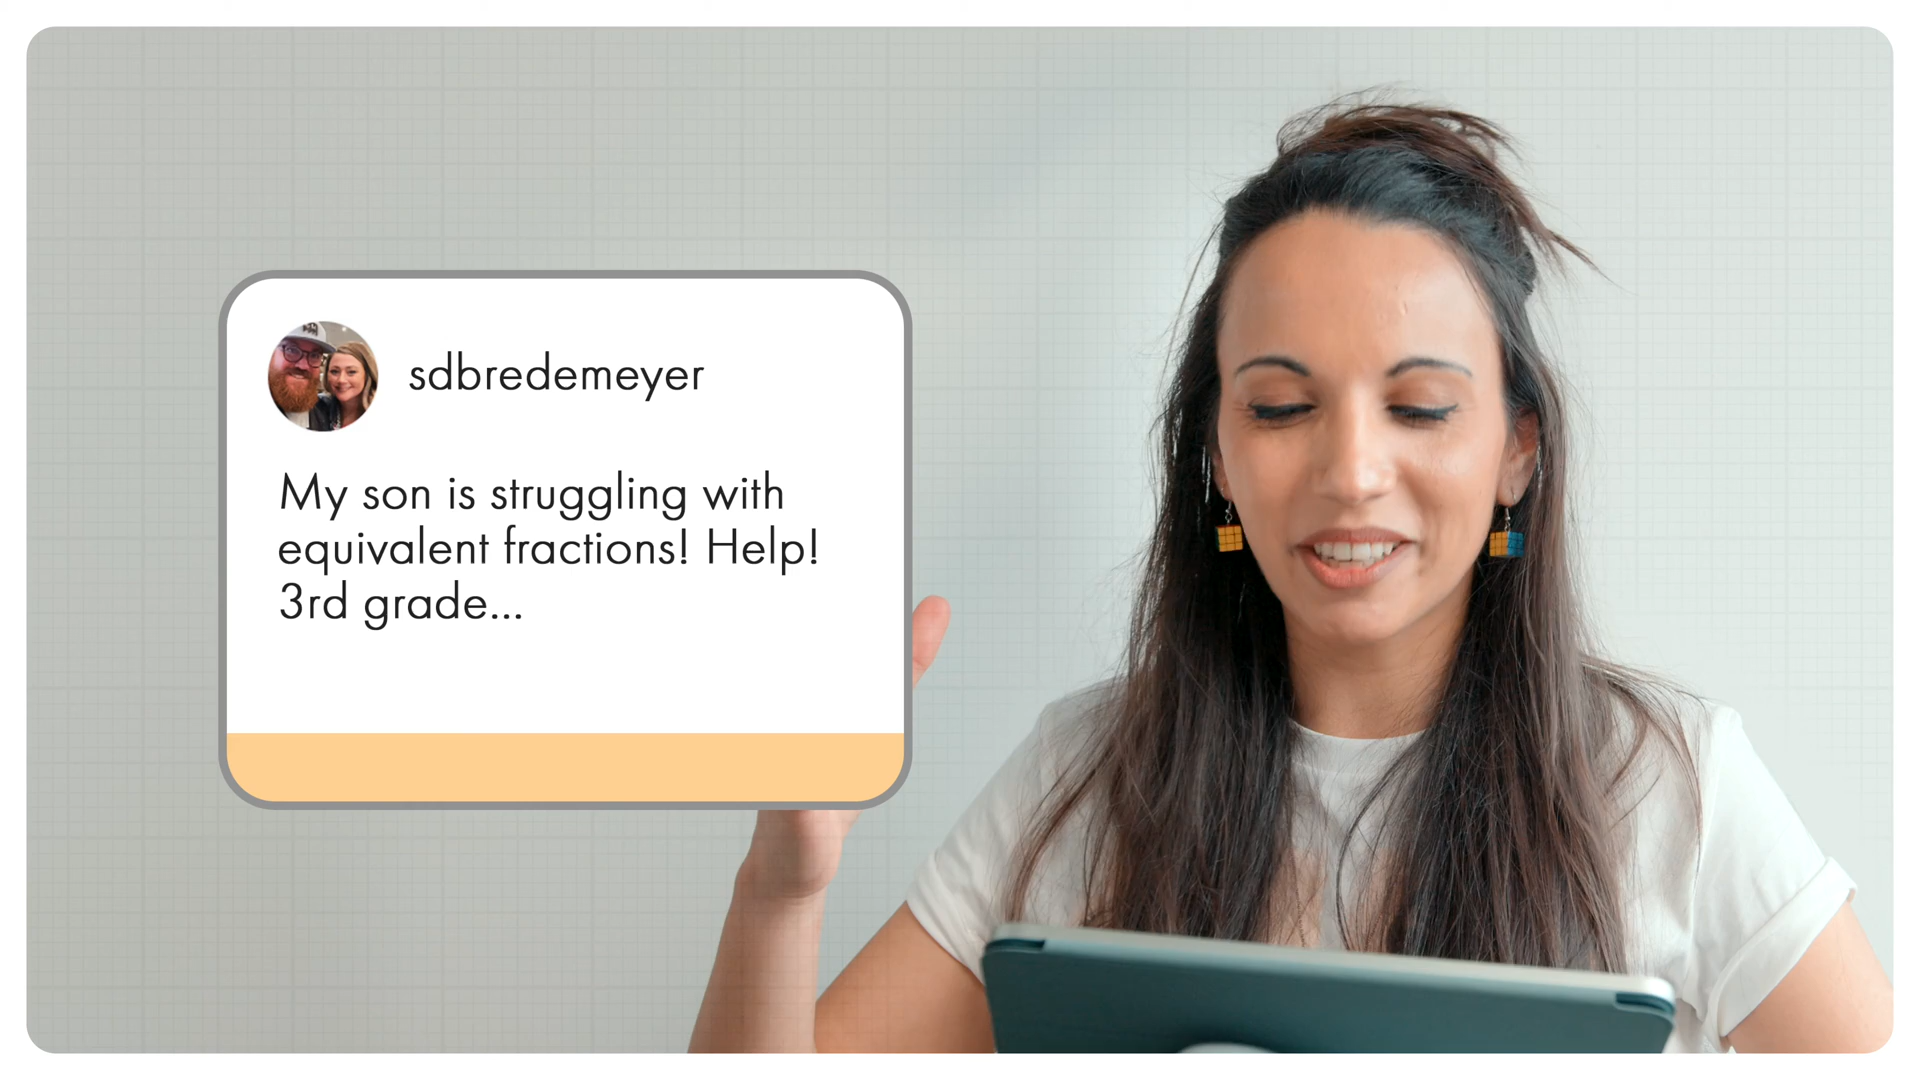 sdbredemeyer
My son is struggling with
equivalent fractions! Help!
3rd grade...